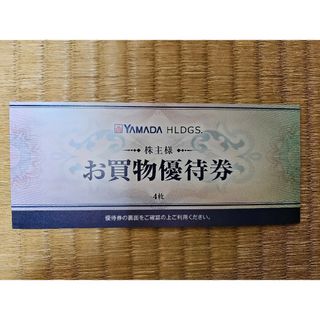 YAMADA HLDGS.
株主様
お買物優待券
4枚
優待券の裏面をご確認の上ご利用ください。